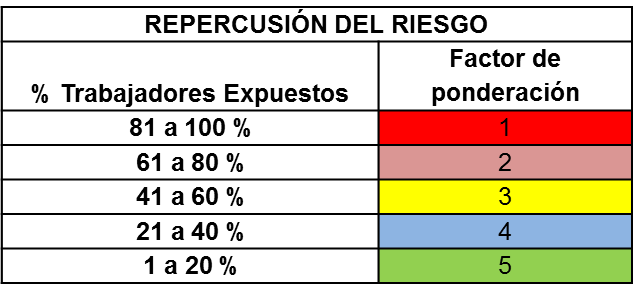 REPERCUSIÓN DEL RIESGO
% Trabajadores Expuestos
Factor de
ponderación
81 a 100 % 1
61 a 80 % 2
41 a 60 % 3
21 a 40 % 4
1 a 20 % 5